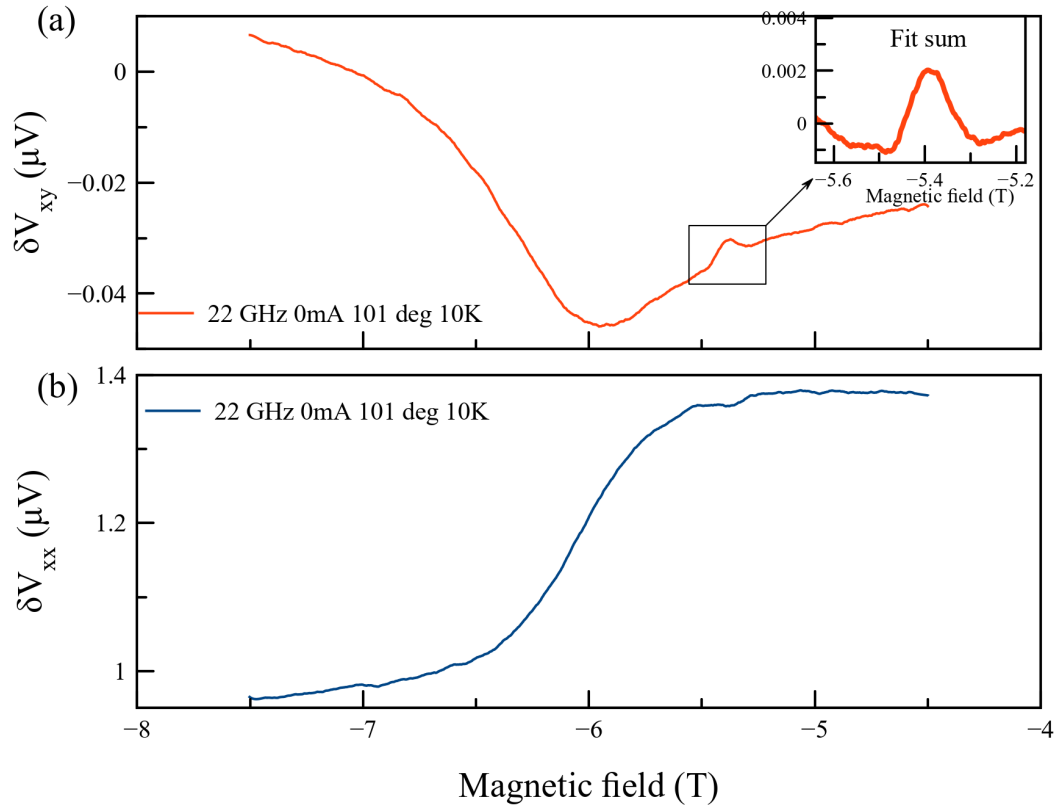 (a)
0.004
Fit sum
0.002
0
−5.6 −5.4 −5.2
Magnetic field (T)
0
−0.02
−0.04
δV_xy (μV)
22 GHz 0mA 101 deg 10K
(b)
1.4
1.2
1
δV_xx (μV)
22 GHz 0mA 101 deg 10K
−8 −7 −6 −5 −4
Magnetic field (T)